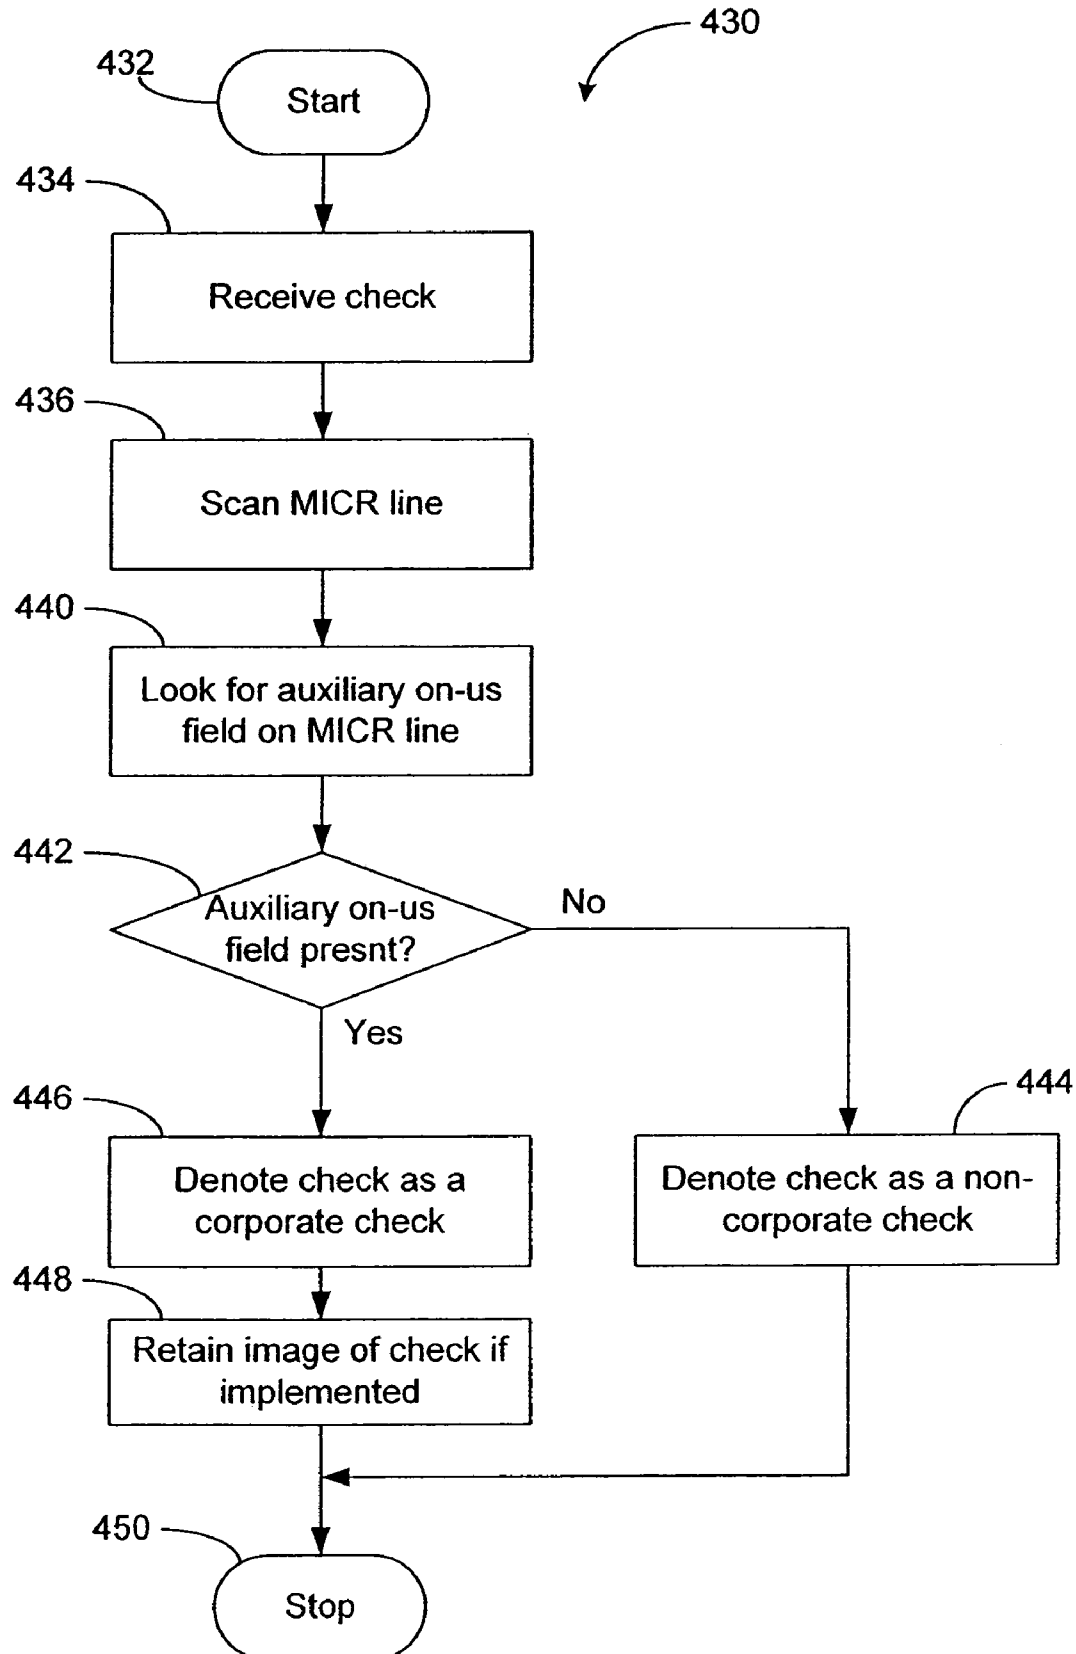 430
432
Start
434
Receive check
436
Scan MICR line
440
Look for auxiliary on-us
field on MICR line
442
Auxiliary on-us
field presnt?
No
Yes
446
Denote check as a
corporate check
444
Denote check as a non-
corporate check
448
Retain image of check if
implemented
450
Stop